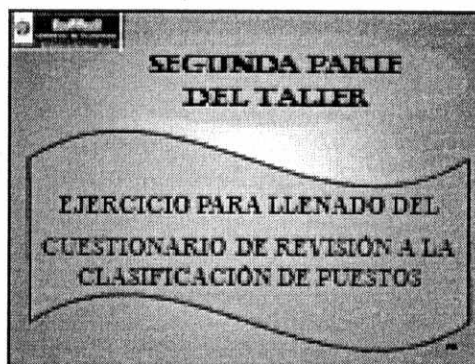 SEGUNDA PARTE
DEL TALLER
EJERCICIO PARA LLENADO DEL
CUESTIONARIO DE REVISIÓN A LA
CLASIFICACIÓN DE PUESTOS